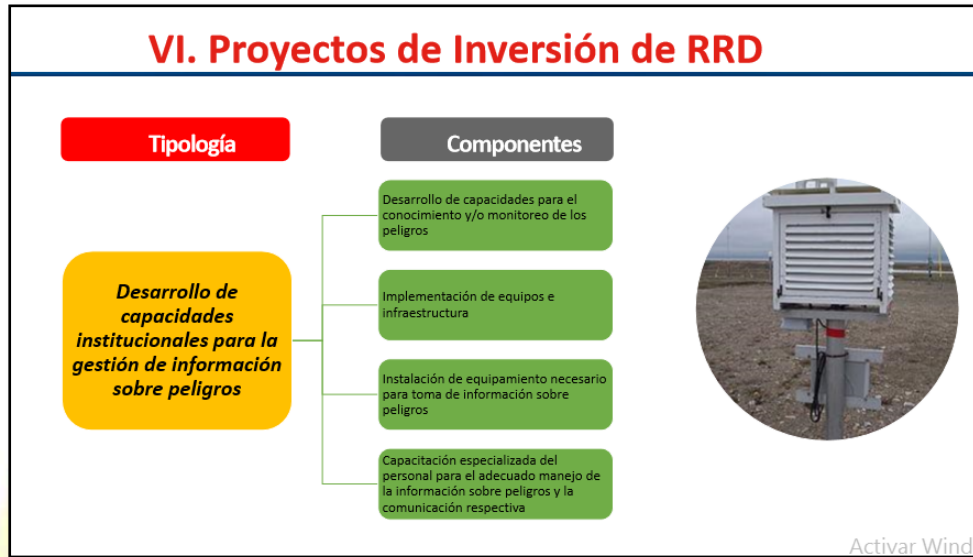 VI. Proyectos de Inversión de RRD
Tipología
Componentes
Desarrollo de
capacidades
institucionales para la
gestión de información
sobre peligros
Desarrollo de capacidades para el
conocimiento y/o monitoreo de los
peligros
Implementación de equipos e
infraestructura
Instalación de equipamiento necesario
para toma de información sobre
peligros
Capacitación especializada del
personal para el adecuado manejo de
la información sobre peligros y la
comunicación respectiva
Activar Wind